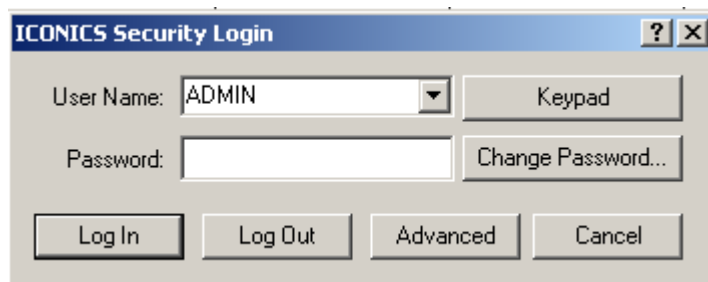 ICONICS Security Login
User Name: ADMIN Keypad
Password: Change Password...
Log In Log Out Advanced Cancel